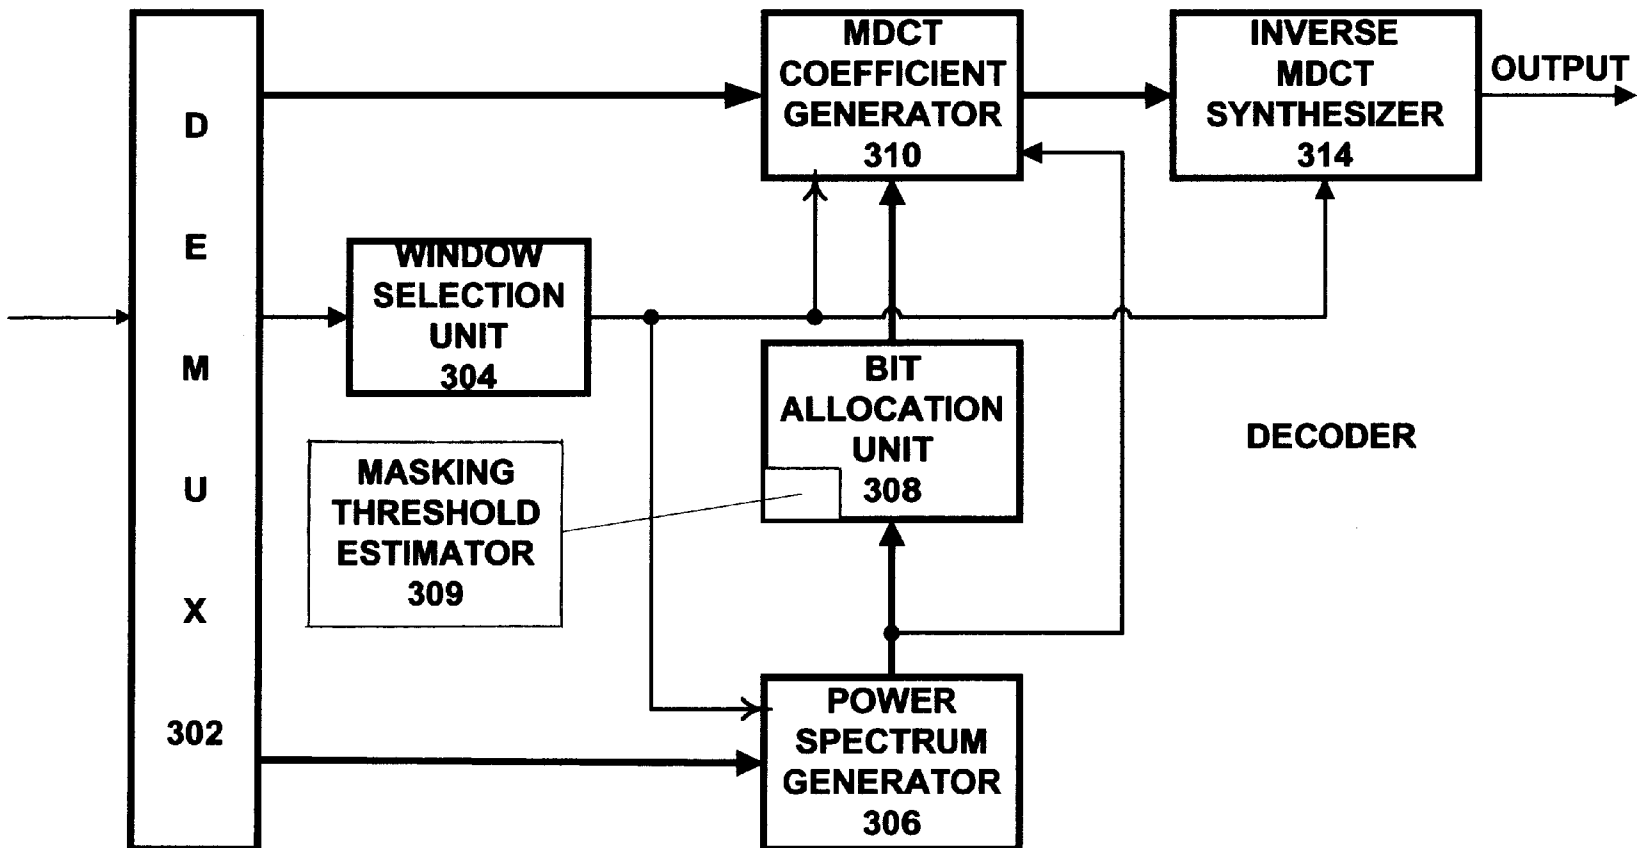 D
E
M
U
X
302
WINDOW
SELECTION
UNIT
304
MASKING
THRESHOLD
ESTIMATOR
309
MDCT
COEFFICIENT
GENERATOR
310
BIT
ALLOCATION
UNIT
308
POWER
SPECTRUM
GENERATOR
306
INVERSE
MDCT
SYNTHESIZER
314
OUTPUT
DECODER